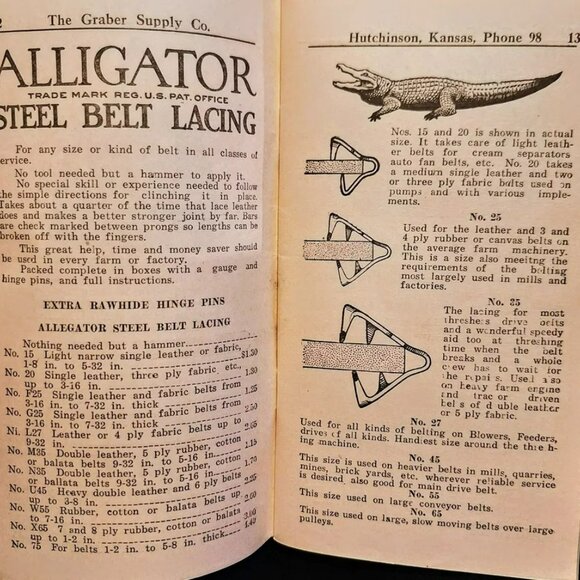 2 The Graber Supply Co.
ALLIGATOR
TRADE MARK REG. U.S. PAT. OFFICE
STEEL BELT LACING
For any size or kind of belt in all classes of
service.
No tool needed but a hammer to apply it.
No special skill or experience needed to follow
the simple directions for clinching it in place.
Takes about a quarter of the time that lace leather
does and makes a better stronger joint by far. Bars
are check marked between prongs so lengths can be
broken off with the fingers.
This great help, time and money saver should
be used in every farm or factory.
Packed complete in boxes with a gauge and
hinge pins, and full instructions.
EXTRA RAWHIDE HINGE PINS
ALLEGATOR STEEL BELT LACING
Nothing needed but a hammer
No. 15 Light narrow single leather or fabric,
1-8 in. to 5-32 in. $1.30
No. 20 Single leather, three ply fabric, etc.,
up to 3-16 in. 1.30
No. F25 Single leather and fabric belts from
3-16 in. to 7-32 in. thick 1.25
No. G25 Single leather and fabric belts from
3-16 in. to 7-32 in. thick 2.50
Ni. L27 Leather or 4 ply fabric belts up to
9-32 in. 2.65
No. M35 Double leather, 5 ply rubber, cotton
or balata belts 9-32 in. to 5-16 in. 1.15
No. N35 Double leather, 5 ply rubber, cotton
or balata belts 9-32 in. to 5-16 in. 1.70
No. U45 Heavy double leather and 6 ply belts
up to 3-8 in. 2.25
No. W55 Rubber, cotton or balata belts up
to 7-16 in. 2.50
No. X65 7 and 8 ply rubber, cotton or balata
up to 1-2 in. 3.00
No. 75 For belts 1-2 in. to 5-8 in. thick
Hutchinson, Kansas, Phone 98 13
Nos. 15 and 20 is shown in actual
size. It takes care of light leath-
er belts for cream separators
auto fan belts, etc. No. 20 takes
a medium single leather and two
or three ply fabric bults used on
pumps and with various imple-
ments.
No. 25
Used for the leather and 3 and
4 ply rubber or canvas belts on
the average farm machinery.
This is a size also meeting the
requirements of the belting
most largely used in mills and
factories.
No. 35
The lacing for most
threshers drive belts
and a wonderful speedy
aid too at threshing
time when the belt
breaks and a whole
crew has to wait for
the repairs. Used also
on heavy farm engine
and tractor driven
belts of double leather
or 5 ply fabric.
No. 27
Used for all kinds of belting on Blowers, Feeders,
drives of all kinds. Handiest size around the thresh-
ing machine.
No. 45
This size is used on heavier belts in mills, quarries,
mines, brick yards, etc. wherever reliable service
is desired, also good for main drive belt.
No. 55
This size used on large conveyor belts.
No. 65
This size used on large, slow moving belts over large
pulleys.